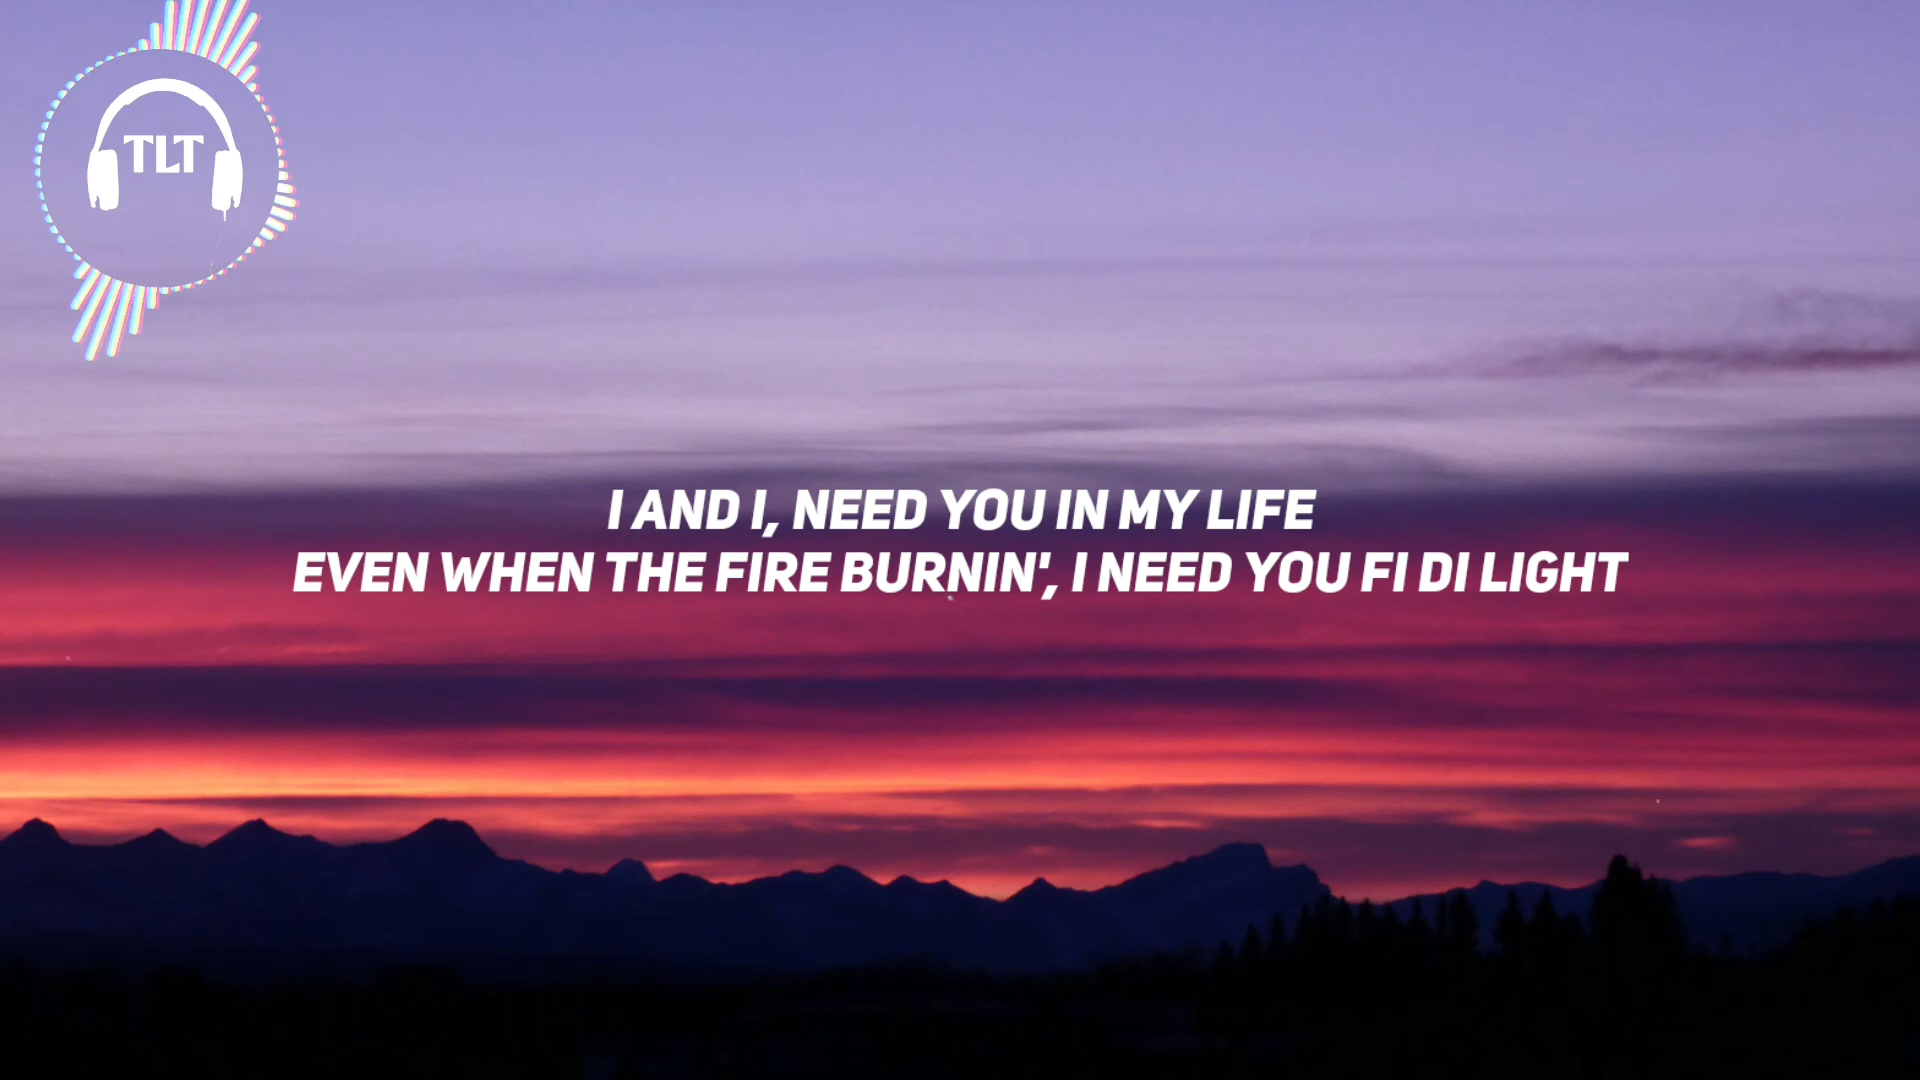 TLT
I AND I, NEED YOU IN MY LIFE
EVEN WHEN THE FIRE BURNIN', I NEED YOU FI DI LIGHT